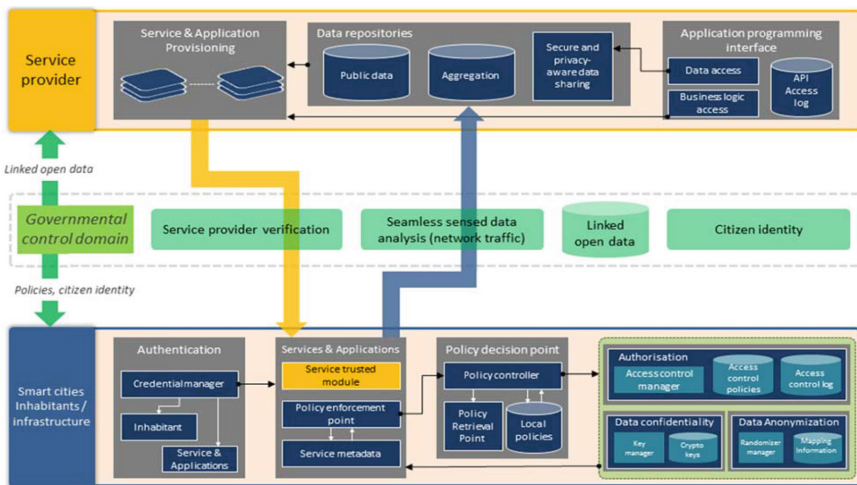 Service
provider
Service & Application
Provisioning
Data repositories
Public data
Aggregation
Secure and
privacy-
aware data
sharing
Application programming
interface
Data access
Business logic
access
API
Access
log
Linked open data
Governmental
control domain
Service provider verification
Seamless sensed data
analysis (network traffic)
Linked
open data
Citizen identity
Policies, citizen identity
Smart cities
Inhabitants /
infrastructure
Authentication
Credential manager
Inhabitant
Service &
Applications
Services & Applications
Service trusted
module
Policy enforcement
point
Service metadata
Policy decision point
Policy controller
Policy
Retrieval
Point
Local
policies
Authorisation
Access control
manager
Access
control
policies
Access
control log
Data confidentiality
Key
manager
Crypto
keys
Data Anonymization
Randomizer
manager
Mapping
Information